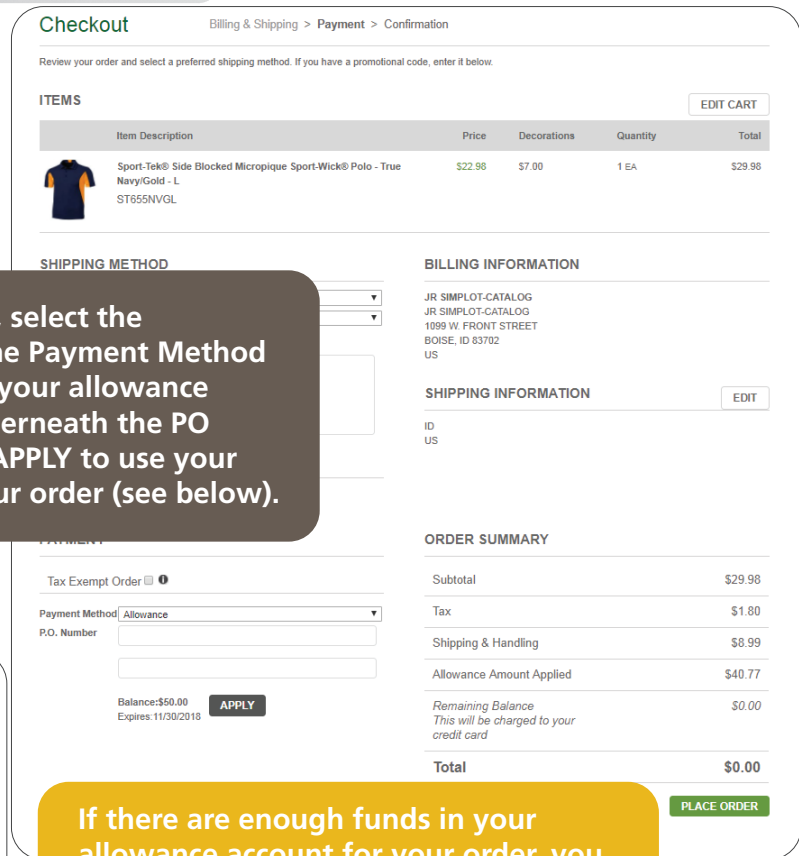 Checkout
Billing & Shipping > Payment > Confirmation
Review your order and select a preferred shipping method. If you have a promotional code, enter it below.
ITEMS
EDIT CART
Item Description Price Decorations Quantity Total
Sport-Tek® Side Blocked Micropique Sport-Wick® Polo - True $22.98 $7.00 1 EA $29.98
Navy/Gold - L
ST655NVGL
SHIPPING METHOD
select the
Payment Method
your allowance
PO
APPLY to use your
order (see below).
BILLING INFORMATION
JR SIMPLOT-CATALOG
JR SIMPLOT-CATALOG
1099 W. FRONT STREET
BOISE, ID 83702
US
SHIPPING INFORMATION
EDIT
ID
US
PAYMENT
Tax Exempt Order
Payment Method Allowance
P.O. Number
Balance:$50.00
Expires:11/30/2018
APPLY
ORDER SUMMARY
Subtotal $29.98
Tax $1.80
Shipping & Handling $8.99
Allowance Amount Applied $40.77
Remaining Balance $0.00
This will be charged to your
credit card
Total $0.00
PLACE ORDER
If there are enough funds in your
allowance account for your order, you